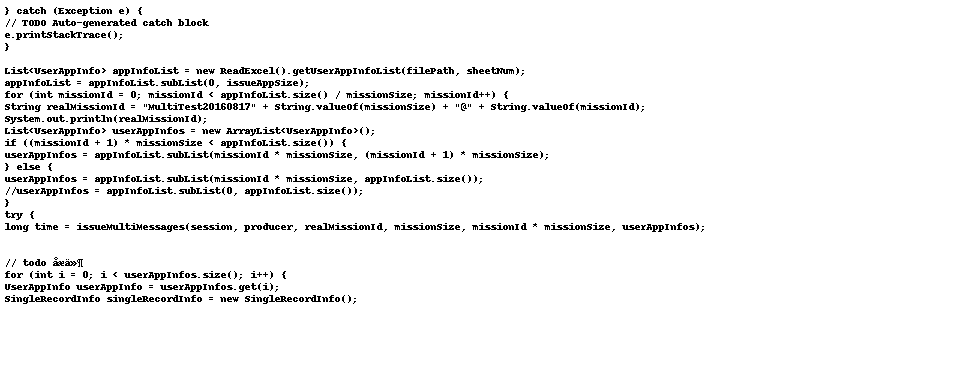 } catch (Exception e) {
// TODO Auto-generated catch block
e.printStackTrace();
}
List<UserAppInfo> appInfoList = new ReadExcel().getUserAppInfoList(filePath, sheetNum);
appInfoList = appInfoList.subList(0, issueAppSize);
for (int missionId = 0; missionId < appInfoList.size() / missionSize; missionId++) {
String realMissionId = "MultiTest20160817" + String.valueOf(missionSize) + "@" + String.valueOf(missionId);
System.out.println(realMissionId);
List<UserAppInfo> userAppInfos = new ArrayList<UserAppInfo>();
if ((missionId + 1) * missionSize < appInfoList.size()) {
userAppInfos = appInfoList.subList(missionId * missionSize, (missionId + 1) * missionSize);
} else {
userAppInfos = appInfoList.subList(missionId * missionSize, appInfoList.size());
//userAppInfos = appInfoList.subList(0, appInfoList.size());
}
try {
long time = issueMultiMessages(session, producer, realMissionId, missionSize, missionId * missionSize, userAppInfos);
// todo
for (int i = 0; i < userAppInfos.size(); i++) {
UserAppInfo userAppInfo = userAppInfos.get(i);
SingleRecordInfo singleRecordInfo = new SingleRecordInfo();